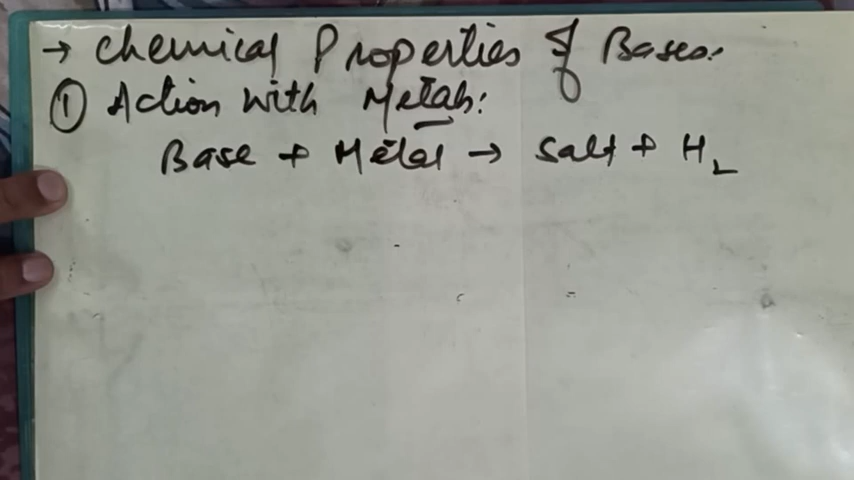 → Chemical Properties of Bases:
① Action with Metals:
Base + Metal → Salt + H₂